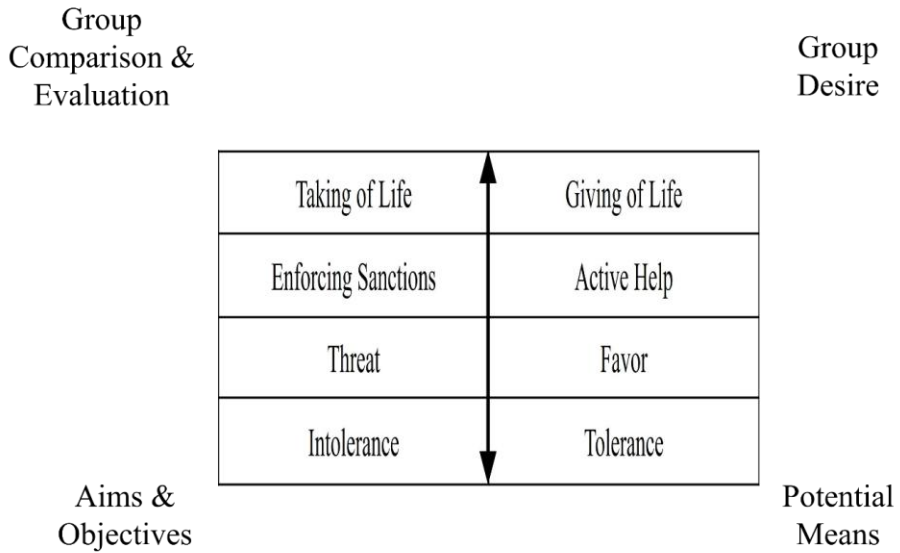 Group
Comparison &
Evaluation
Group
Desire
Taking of Life
Giving of Life
Enforcing Sanctions
Active Help
Threat
Favor
Intolerance
Tolerance
Aims &
Objectives
Potential
Means